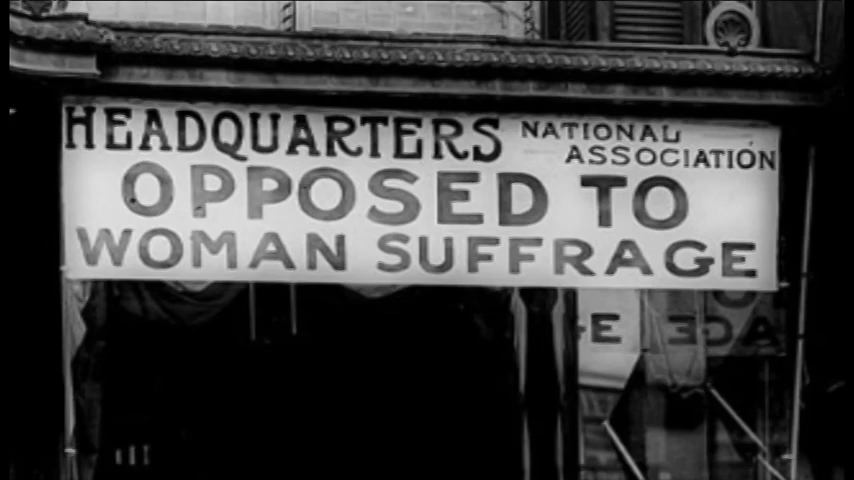 HEADQUARTERS NATIONAL ASSOCIATION
OPPOSED TO
WOMAN SUFFRAGE